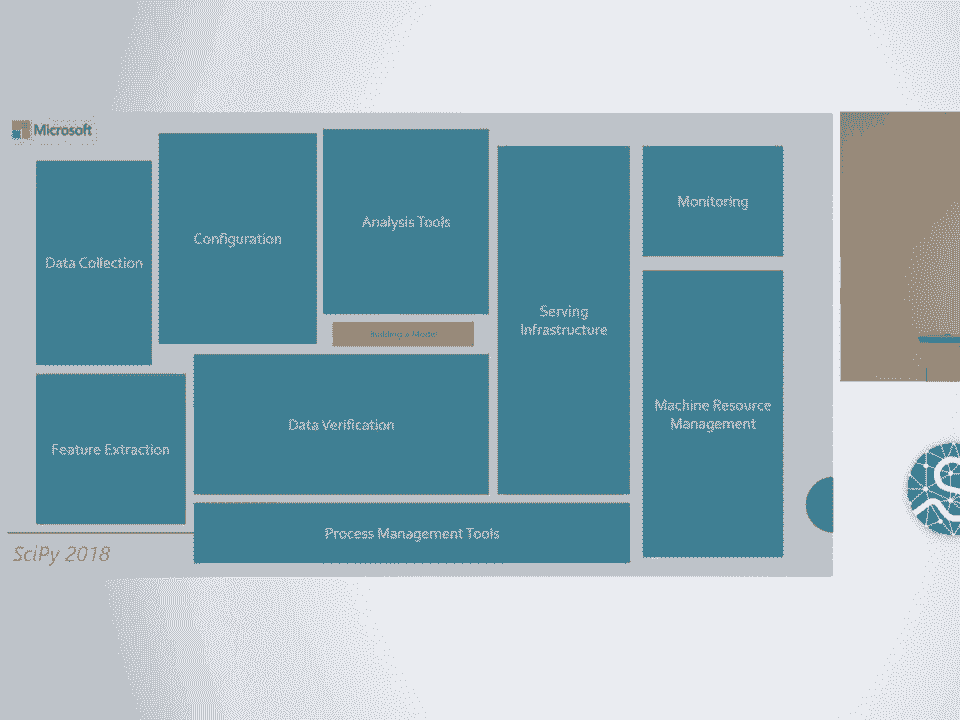 Microsoft
Data Collection
Configuration
Analysis Tools
Building a Model
Serving
Infrastructure
Monitoring
Machine Resource
Management
Data Verification
Feature Extraction
Process Management Tools
SciPy 2018